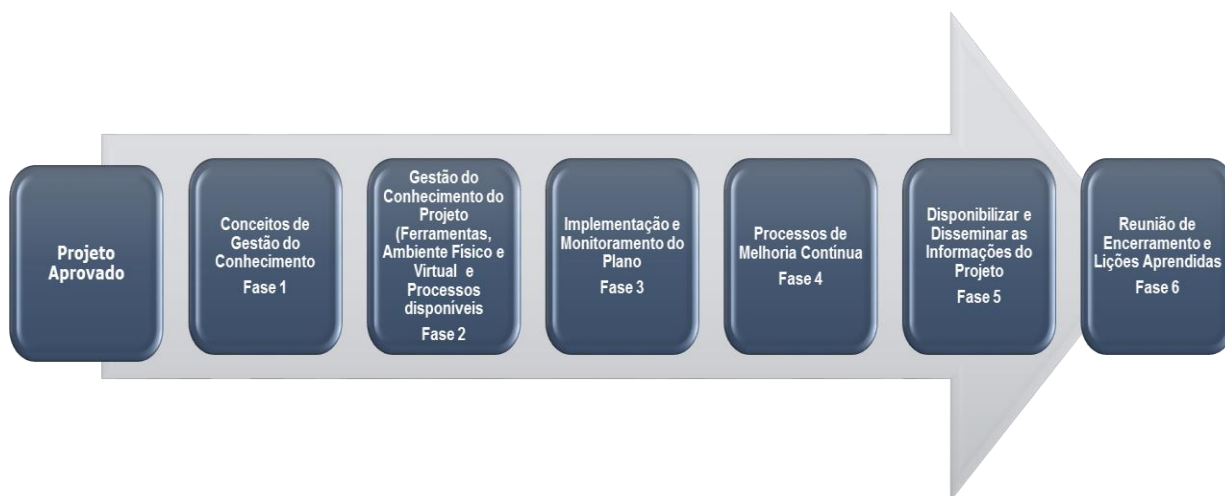 Projeto
Aprovado
Conceitos de
Gestão do
Conhecimento
Fase 1
Gestão do
Conhecimento do
Projeto
(Ferramentas,
Ambiente Físico e
Virtual e
Processos
disponíveis
Fase 2
Implementação e
Monitoramento do
Plano
Fase 3
Processos de
Melhoria Contínua
Fase 4
Disponibilizar e
Disseminar as
Informações do
Projeto
Fase 5
Reunião de
Encerramento e
Lições Aprendidas
Fase 6